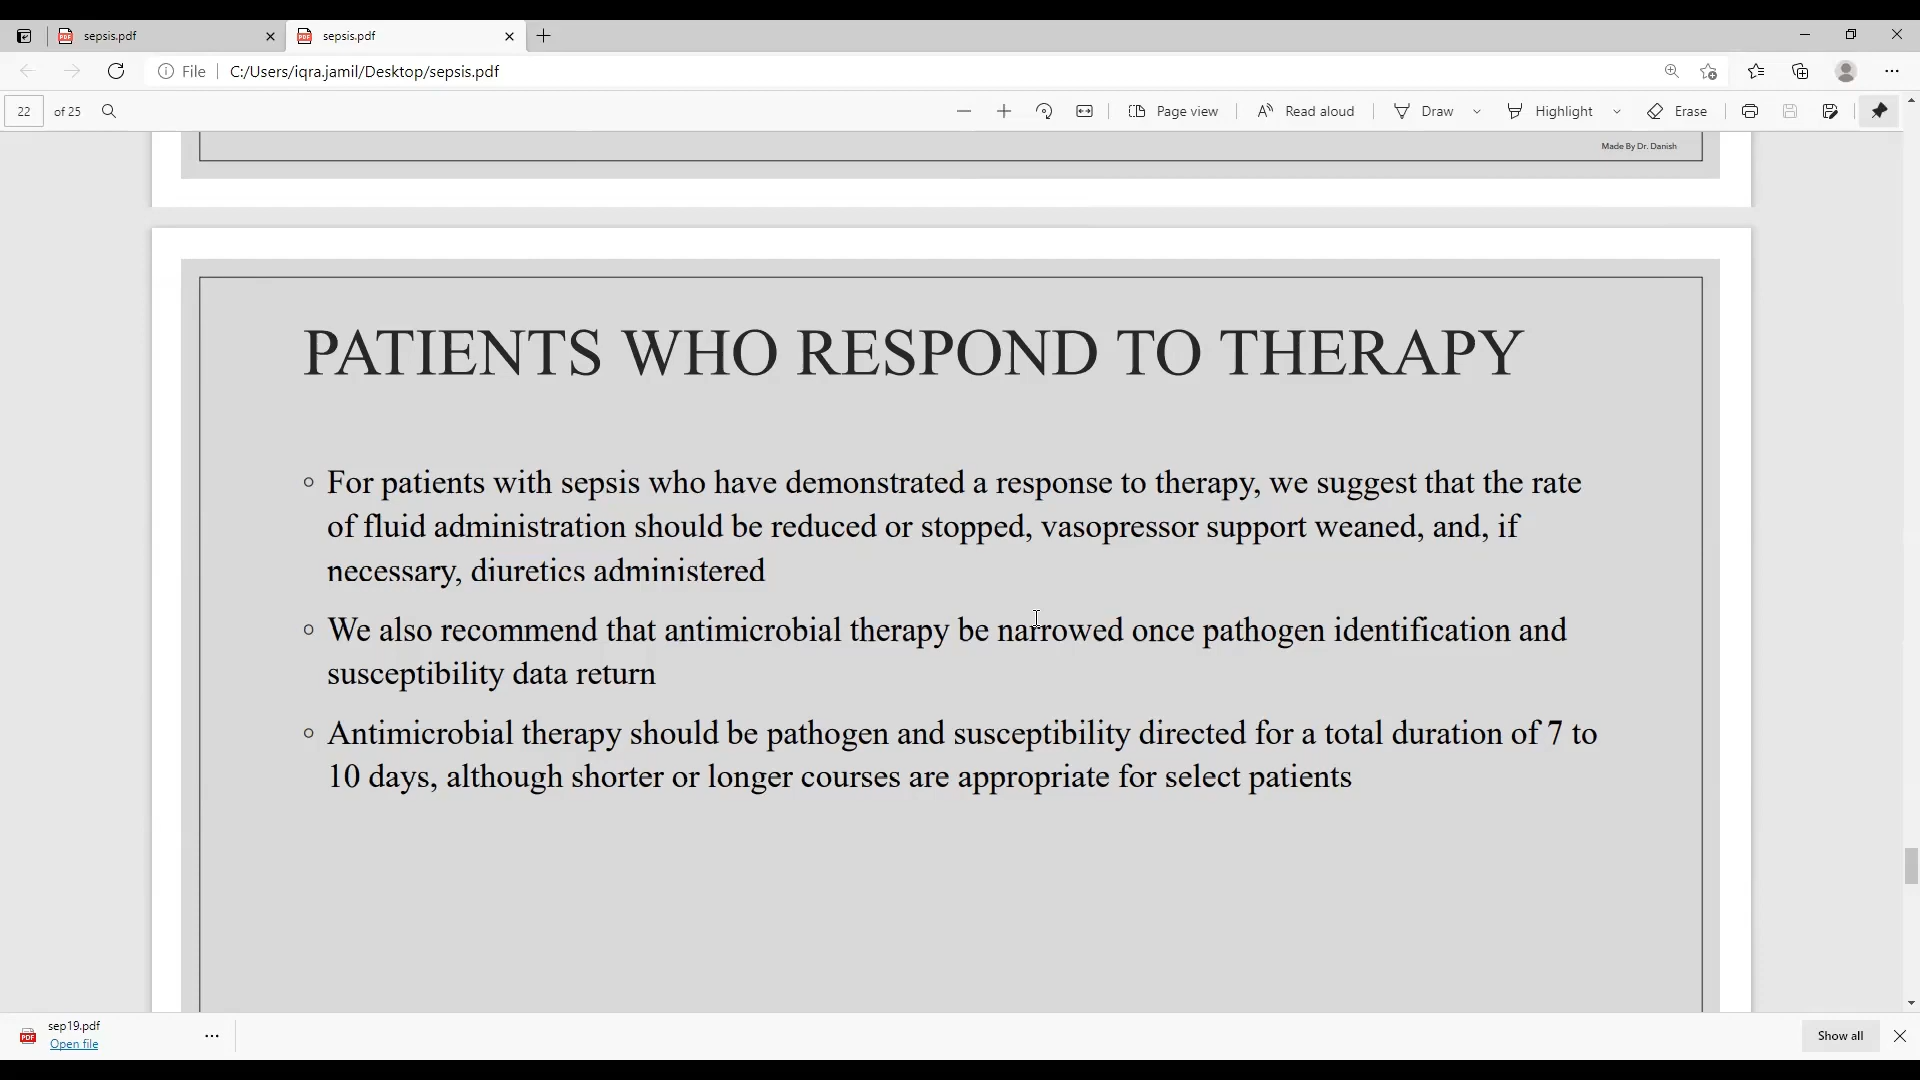 sepsis.pdf
sepsis.pdf
File
C:/Users/iqra.jamil/Desktop/sepsis.pdf
22 of 25
Page view
Read aloud
Draw
Highlight
Erase
Made By Dr. Danish
PATIENTS WHO RESPOND TO THERAPY
For patients with sepsis who have demonstrated a response to therapy, we suggest that the rate
of fluid administration should be reduced or stopped, vasopressor support weaned, and, if
necessary, diuretics administered
We also recommend that antimicrobial therapy be narrowed once pathogen identification and
susceptibility data return
Antimicrobial therapy should be pathogen and susceptibility directed for a total duration of 7 to
10 days, although shorter or longer courses are appropriate for select patients
sep19.pdf
Open file
Show all